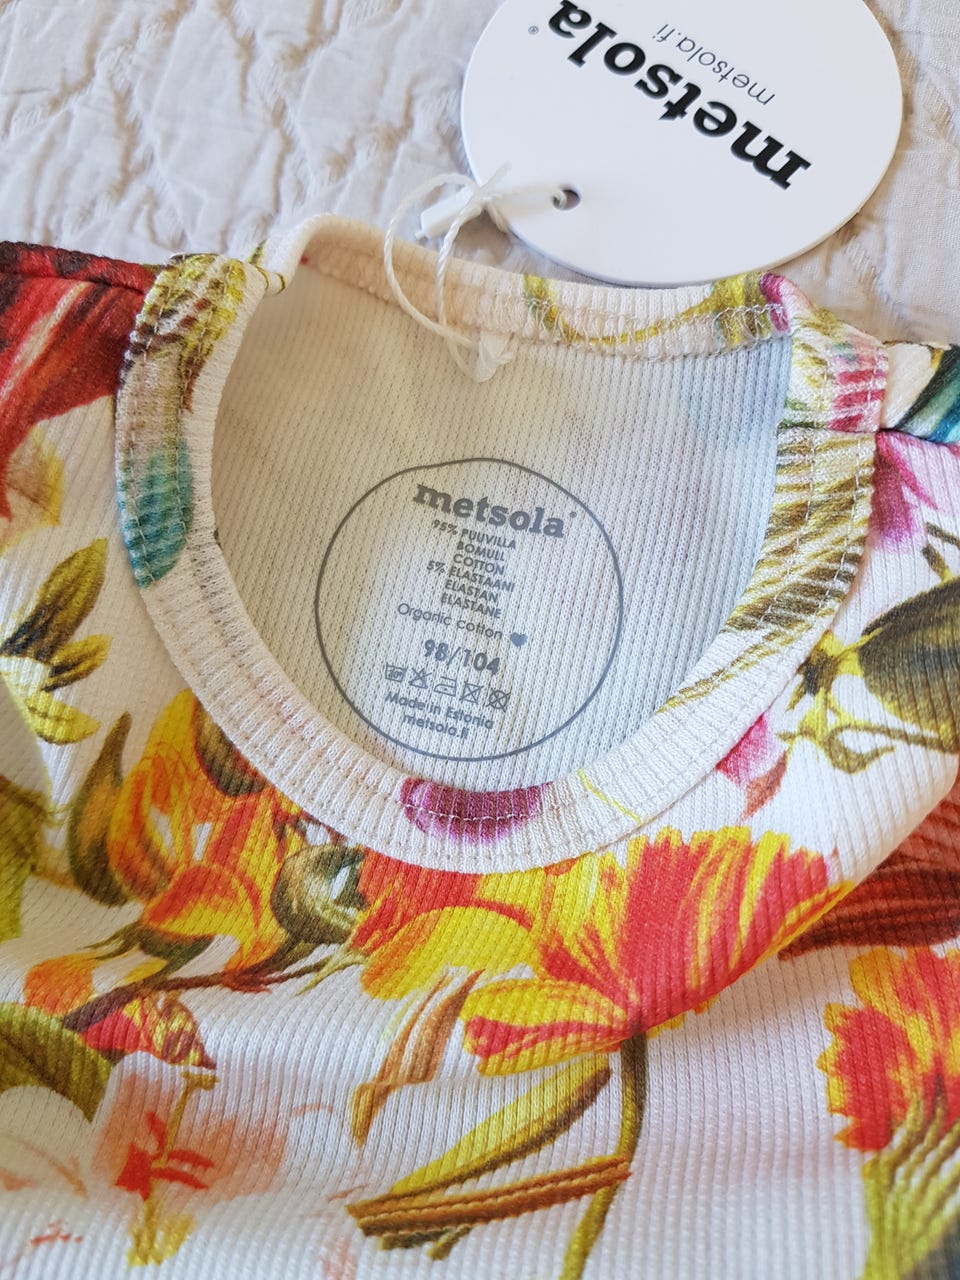 metsola®
metsola.fi
metsola®
95% PUUVILLA
BOMULL
COTTON
5% ELASTAANI
ELASTAN
ELASTANE
Organic cotton
98/104
Made in Estonia
metsola.fi